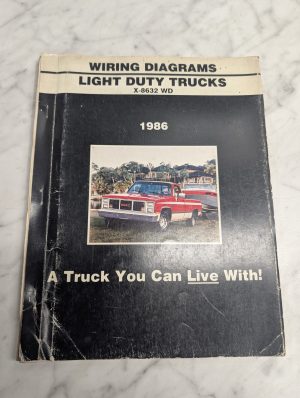 WIRING DIAGRAMS
LIGHT DUTY TRUCKS
X-8632 WD
1986
A Truck You Can Live With!